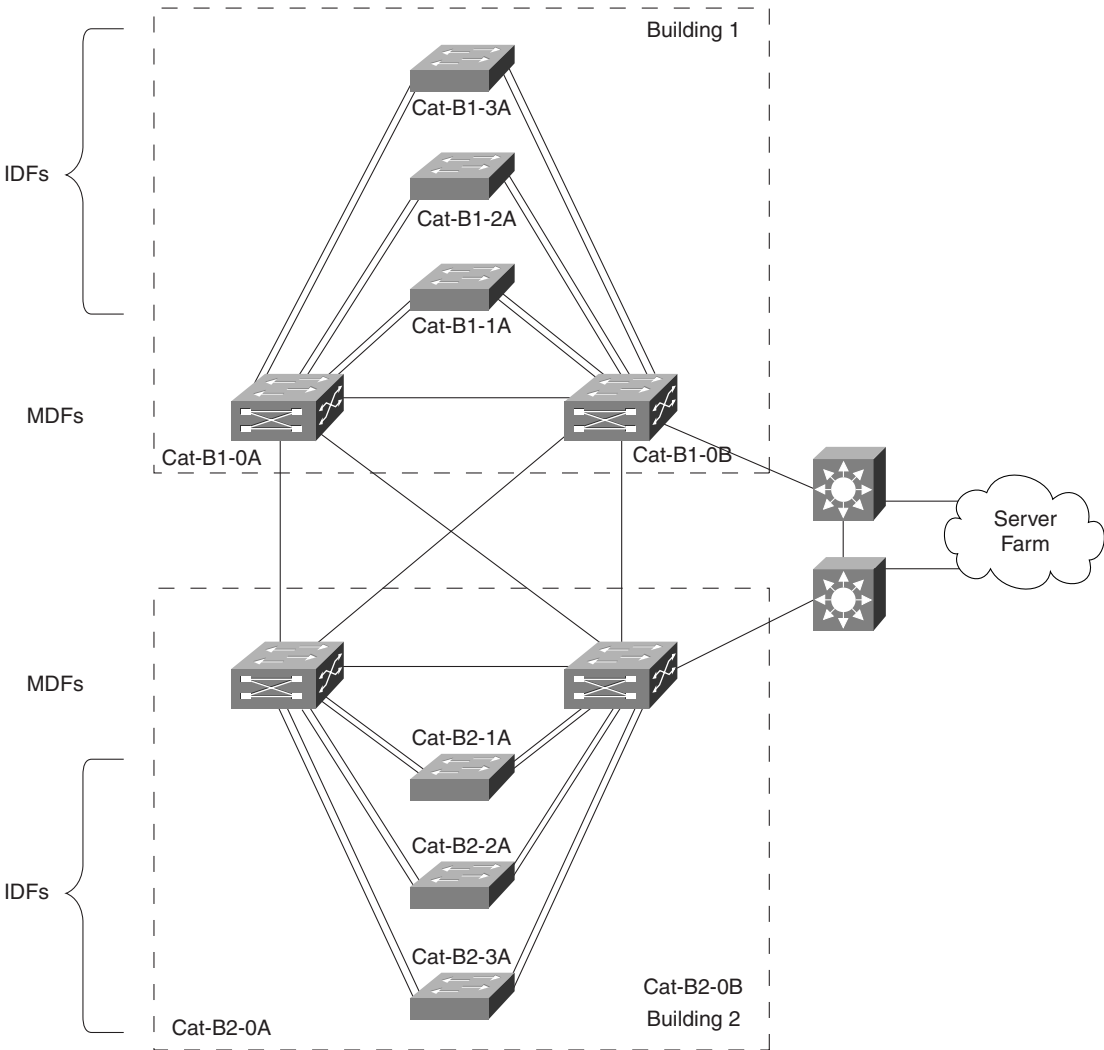 Building 1
Cat-B1-3A
IDFs
Cat-B1-2A
Cat-B1-1A
MDFs
Cat-B1-0A
Cat-B1-0B
Server
Farm
MDFs
Cat-B2-1A
Cat-B2-2A
IDFs
Cat-B2-3A
Cat-B2-0B
Building 2
Cat-B2-0A